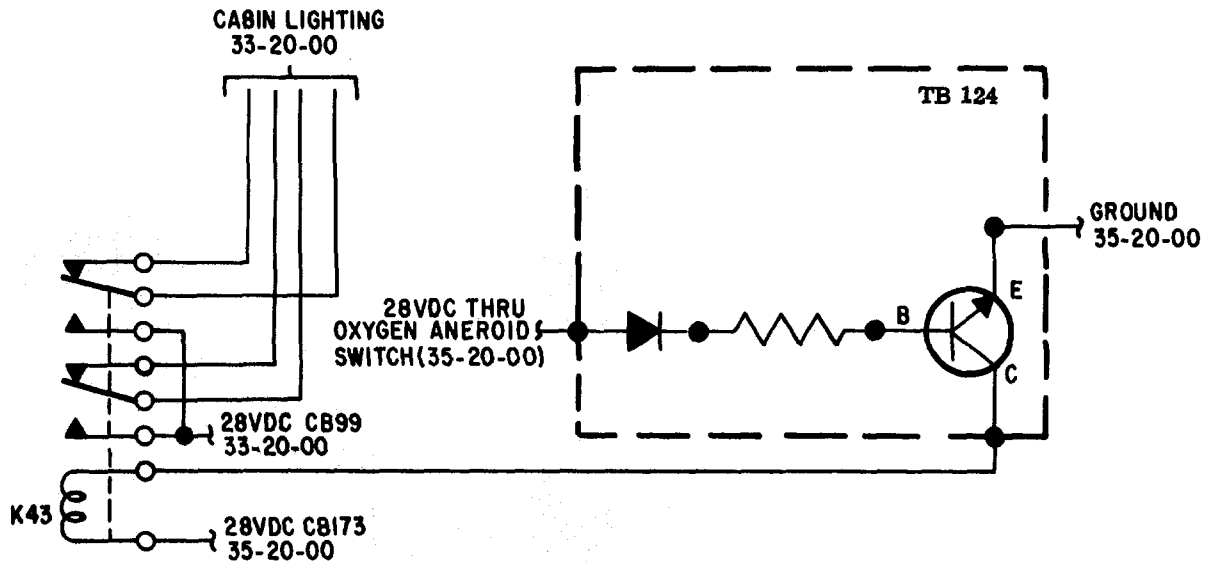 CABIN LIGHTING
33-20-00
TB 124
GROUND
35-20-00
28VDC THRU
OXYGEN ANEROID
SWITCH(35-20-00)
B
E
C
28VDC CB99
33-20-00
K43
28VDC CB173
35-20-00